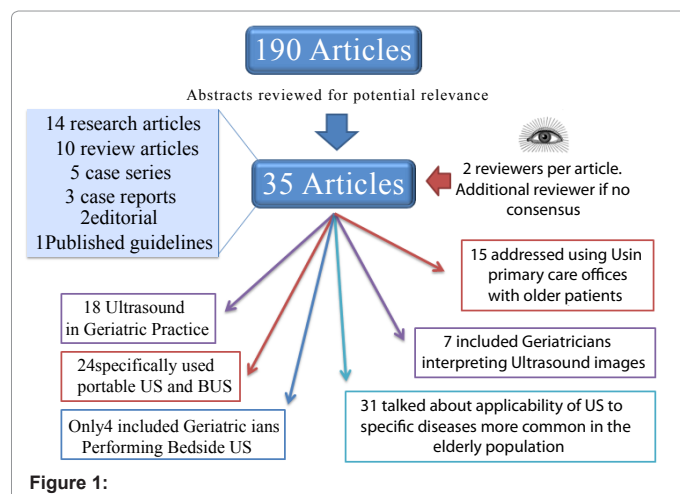 190 Articles
Abstracts reviewed for potential relevance
14 research articles
10 review articles
5 case series
3 case reports
2editorial
1Published guidelines
35 Articles
2 reviewers per article.
Additional reviewer if no
consensus
15 addressed using Usin
primary care offices
with older patients
18 Ultrasound
in Geriatric Practice
7 included Geriatricians
interpreting Ultrasound images
24specifically used
portable US and BUS
31 talked about applicability of US to
specific diseases more common in the
elderly population
Only4 included Geriatric ians
Performing Bedside US
Figure 1: